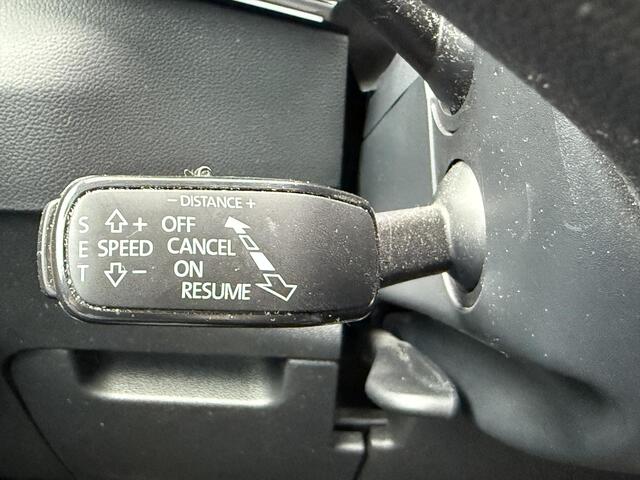 − DISTANCE +
S + OFF
E SPEED CANCEL
T − ON
RESUME